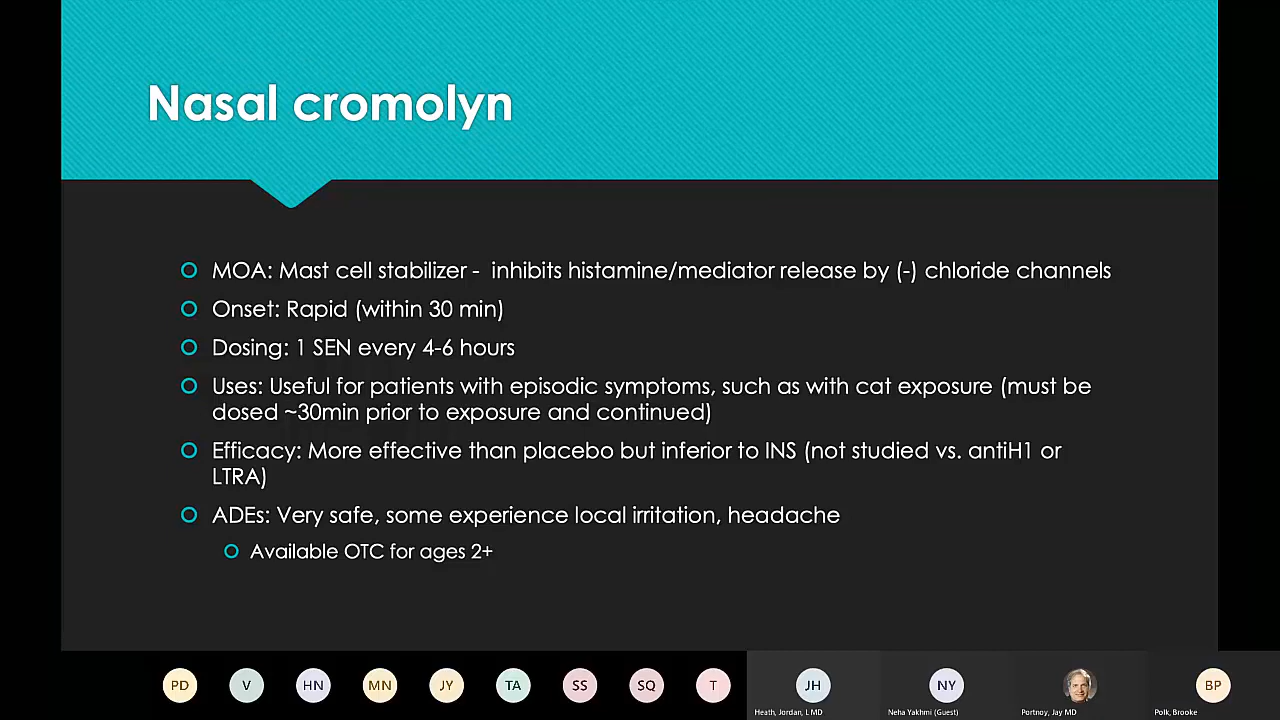 Nasal cromolyn
MOA: Mast cell stabilizer -  inhibits histamine/mediator release by (-) chloride channels
Onset: Rapid (within 30 min)
Dosing: 1 SEN every 4-6 hours
Uses: Useful for patients with episodic symptoms, such as with cat exposure (must be
dosed ~30min prior to exposure and continued)
Efficacy: More effective than placebo but inferior to INS (not studied vs. antiH1 or
LTRA)
ADEs: Very safe, some experience local irritation, headache
Available OTC for ages 2+
PD V HN MN JY TA SS SQ T JH NY BP
Heath, Jordan, L MD Neha Yakhmi (Guest) Portnoy, Jay MD Polk, Brooke